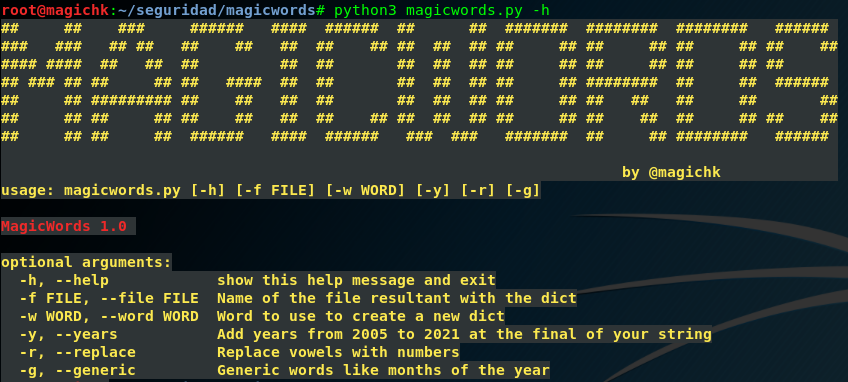 root@magichk:~/seguridad/magicwords# python3 magicwords.py -h
MAGICWORDS
by @magichk
usage: magicwords.py [-h] [-f FILE] [-w WORD] [-y] [-r] [-g]
MagicWords 1.0
optional arguments:
-h, --help show this help message and exit
-f FILE, --file FILE Name of the file resultant with the dict
-w WORD, --word WORD Word to use to create a new dict
-y, --years Add years from 2005 to 2021 at the final of your string
-r, --replace Replace vowels with numbers
-g, --generic Generic words like months of the year